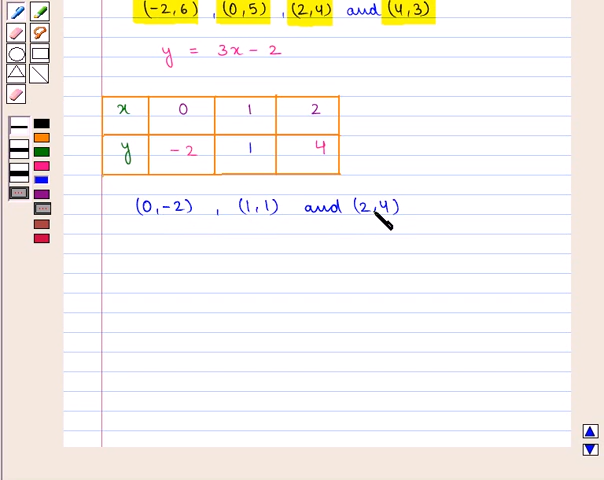 (-2,6) , (0,5) , (2,4) and (4,3)
y = 3x - 2
x 0 1 2
y -2 1 4
(0,-2) , (1,1) and (2,4)